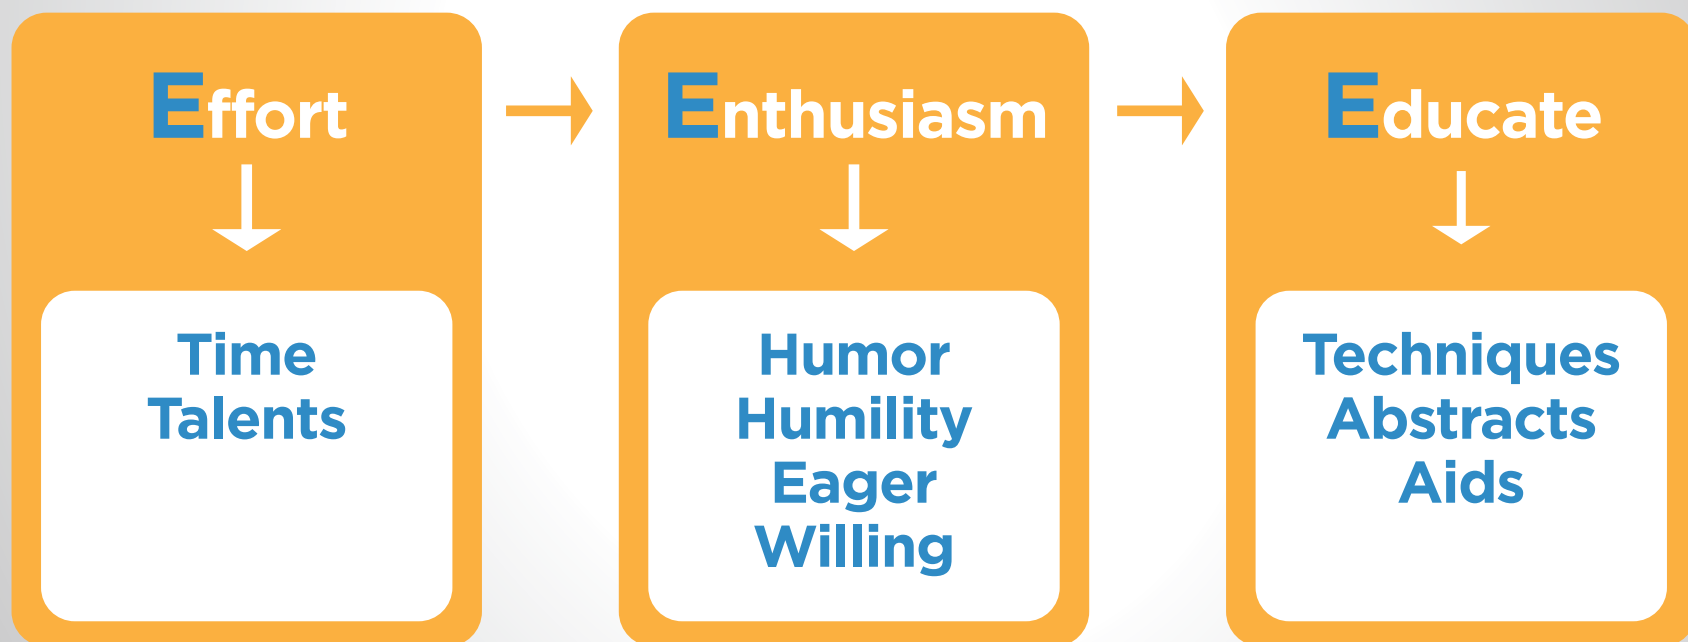 Effort
Time
Talents
Enthusiasm
Humor
Humility
Eager
Willing
Educate
Techniques
Abstracts
Aids